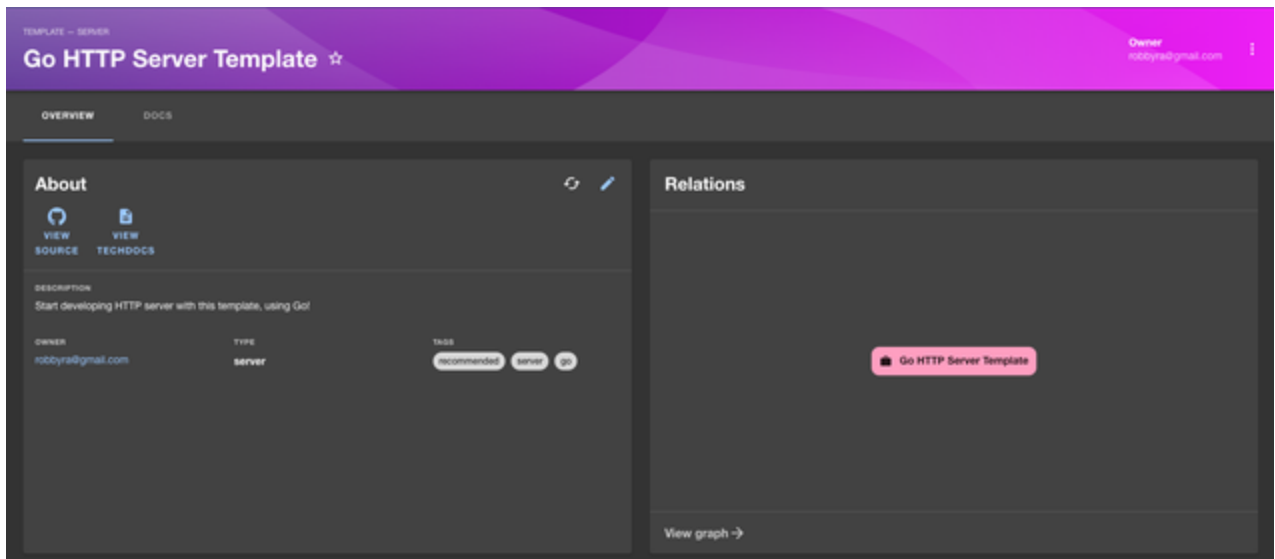 TEMPLATE — SERVER
Go HTTP Server Template
Owner
robbyra@gmail.com
OVERVIEW DOCS
About
VIEW SOURCE
VIEW TECHDOCS
DESCRIPTION
Start developing HTTP server with this template, using Go!
OWNER TYPE TAGS
robbyra@gmail.com server recommended server go
Relations
Go HTTP Server Template
View graph